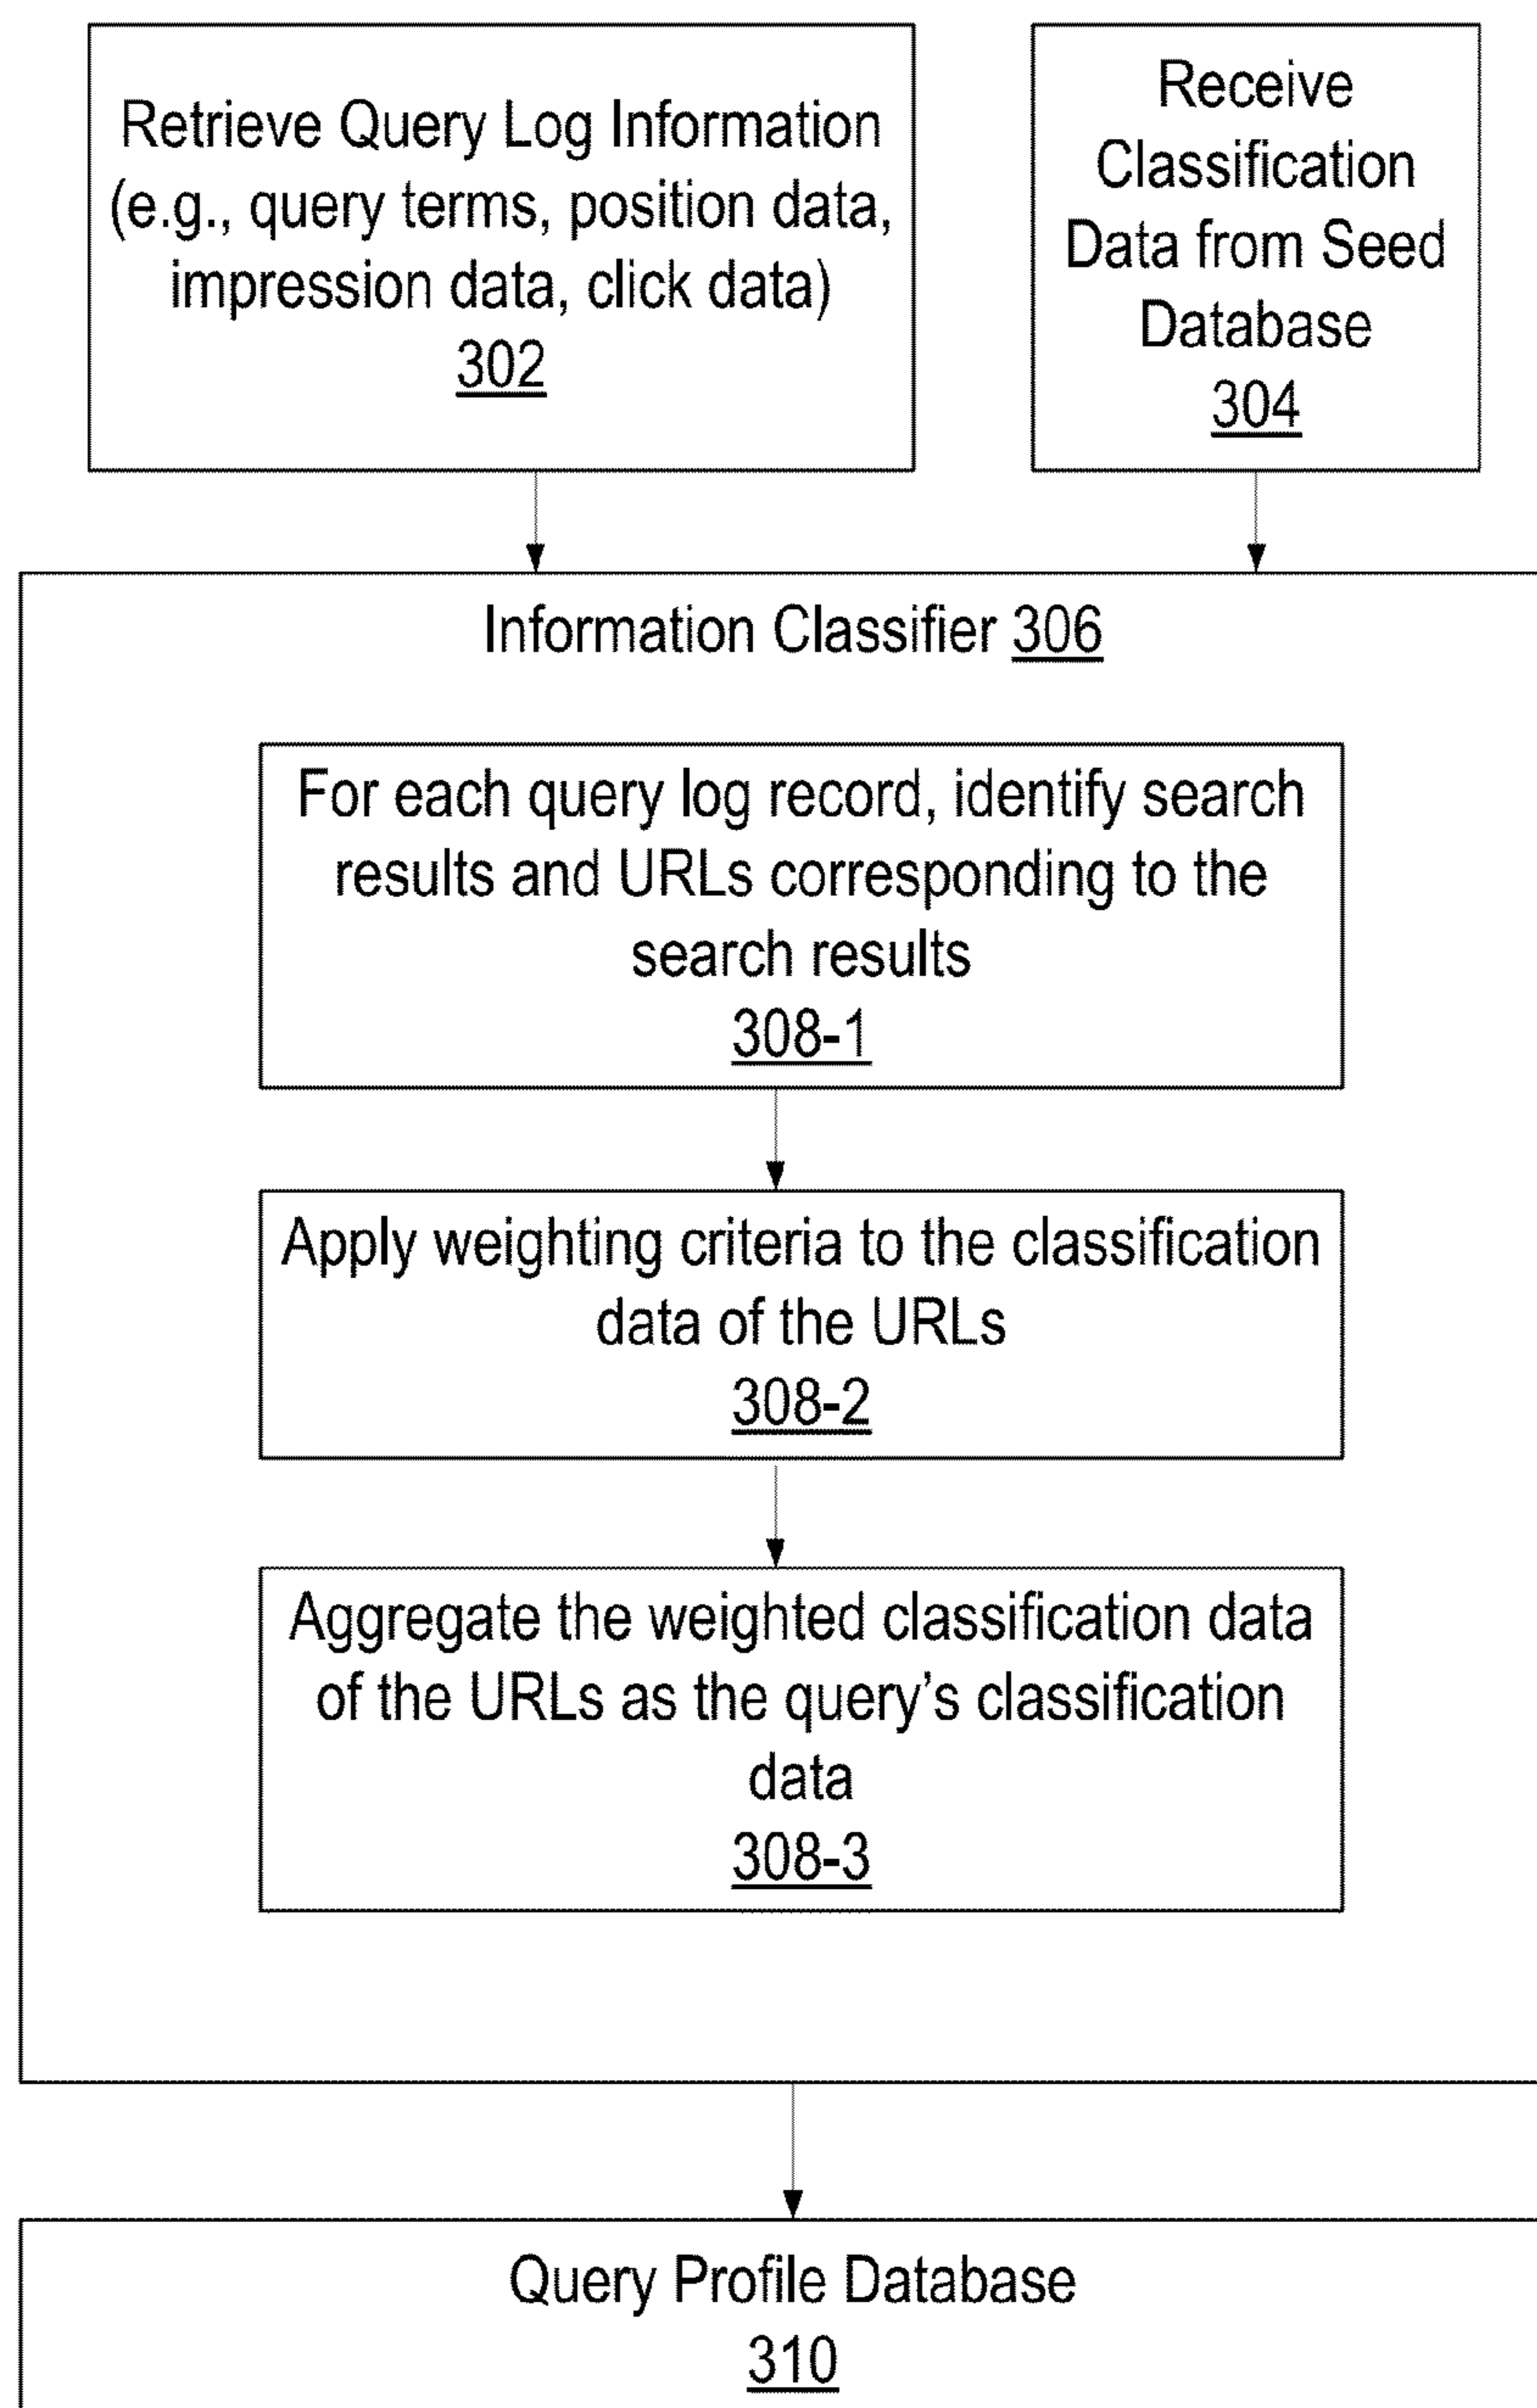 Retrieve Query Log Information
(e.g., query terms, position data,
impression data, click data)
302
Receive
Classification
Data from Seed
Database
304
Information Classifier 306
For each query log record, identify search
results and URLs corresponding to the
search results
308-1
Apply weighting criteria to the classification
data of the URLs
308-2
Aggregate the weighted classification data
of the URLs as the query’s classification
data
308-3
Query Profile Database
310